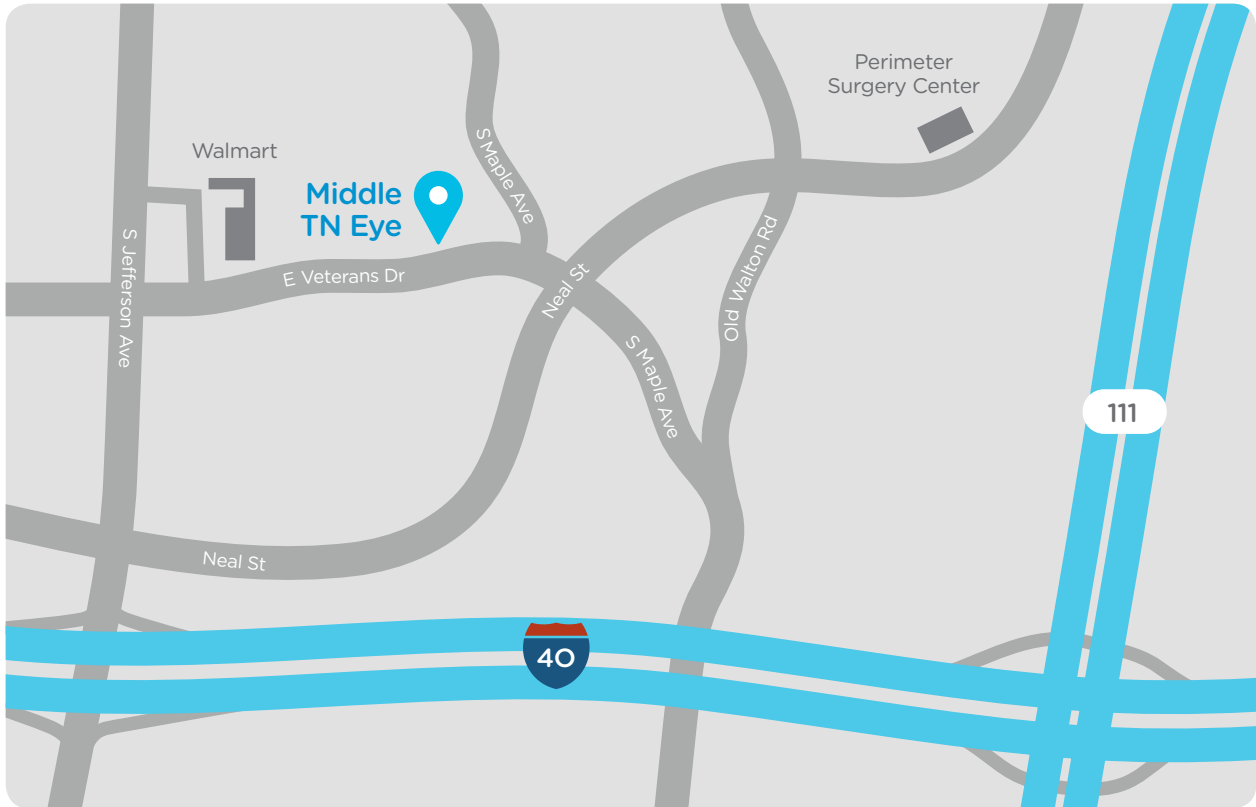 Perimeter
Surgery Center
Walmart
S Maple Ave
Middle
TN Eye
S Jefferson Ave
E Veterans Dr
Neal St
Old Walton Rd
S Maple Ave
111
Neal St
40